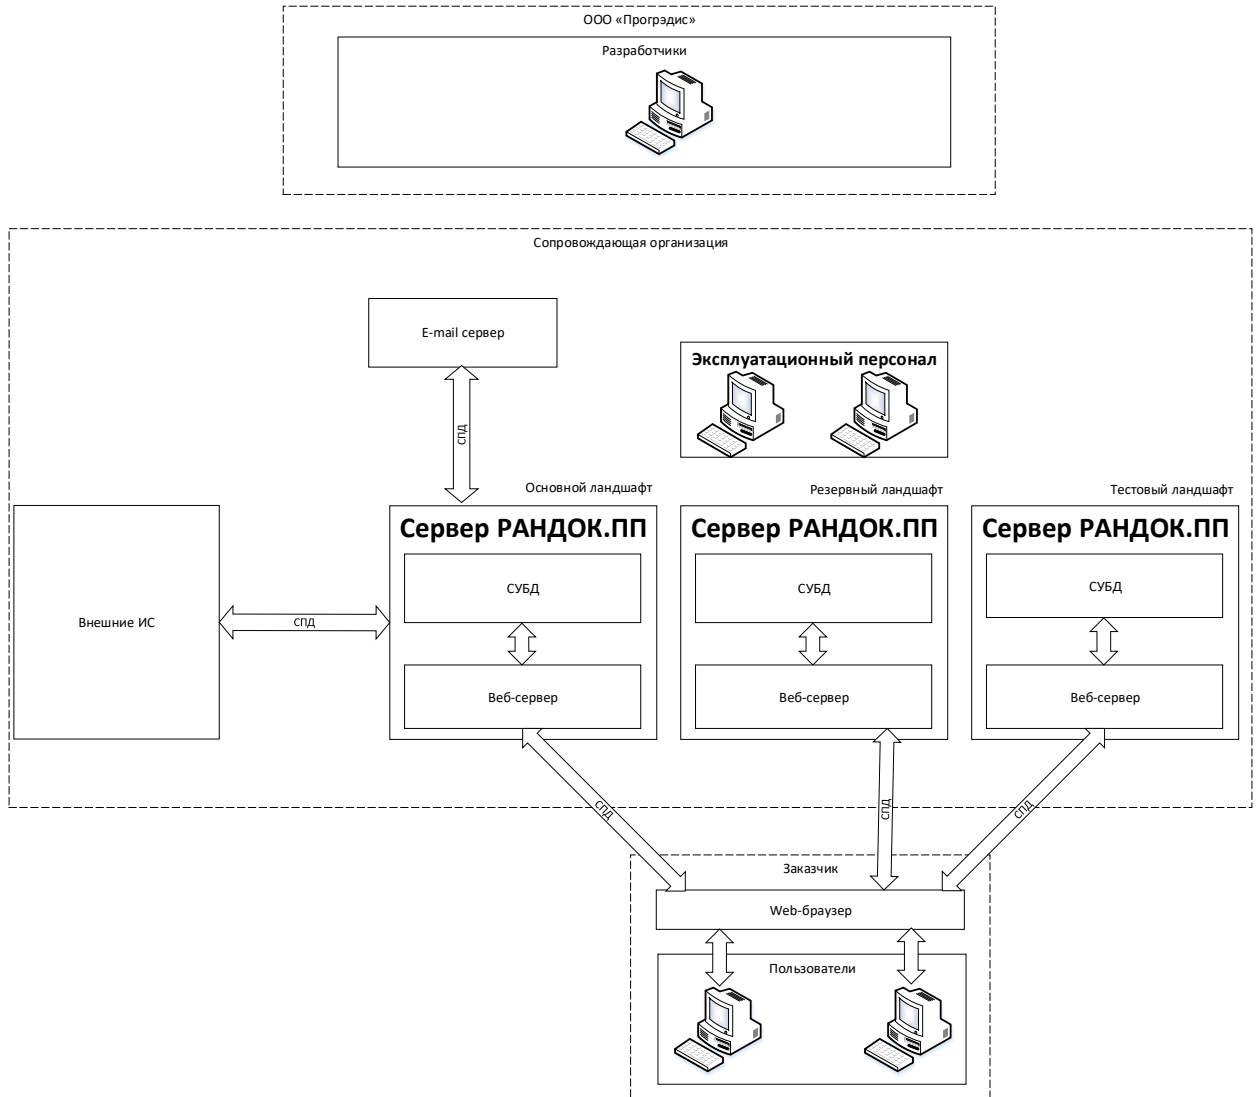 ООО «Прогрэдис»
Разработчики
Сопровождающая организация
E-mail сервер
Эксплуатационный персонал
СПД
Основной ландшафт
Резервный ландшафт
Тестовый ландшафт
Сервер РАНДОК.ПП
Сервер РАНДОК.ПП
Сервер РАНДОК.ПП
СУБД
СУБД
СУБД
Внешние ИС
СПД
Веб-сервер
Веб-сервер
Веб-сервер
СПД
СПД
СПД
Заказчик
Web-браузер
Пользователи